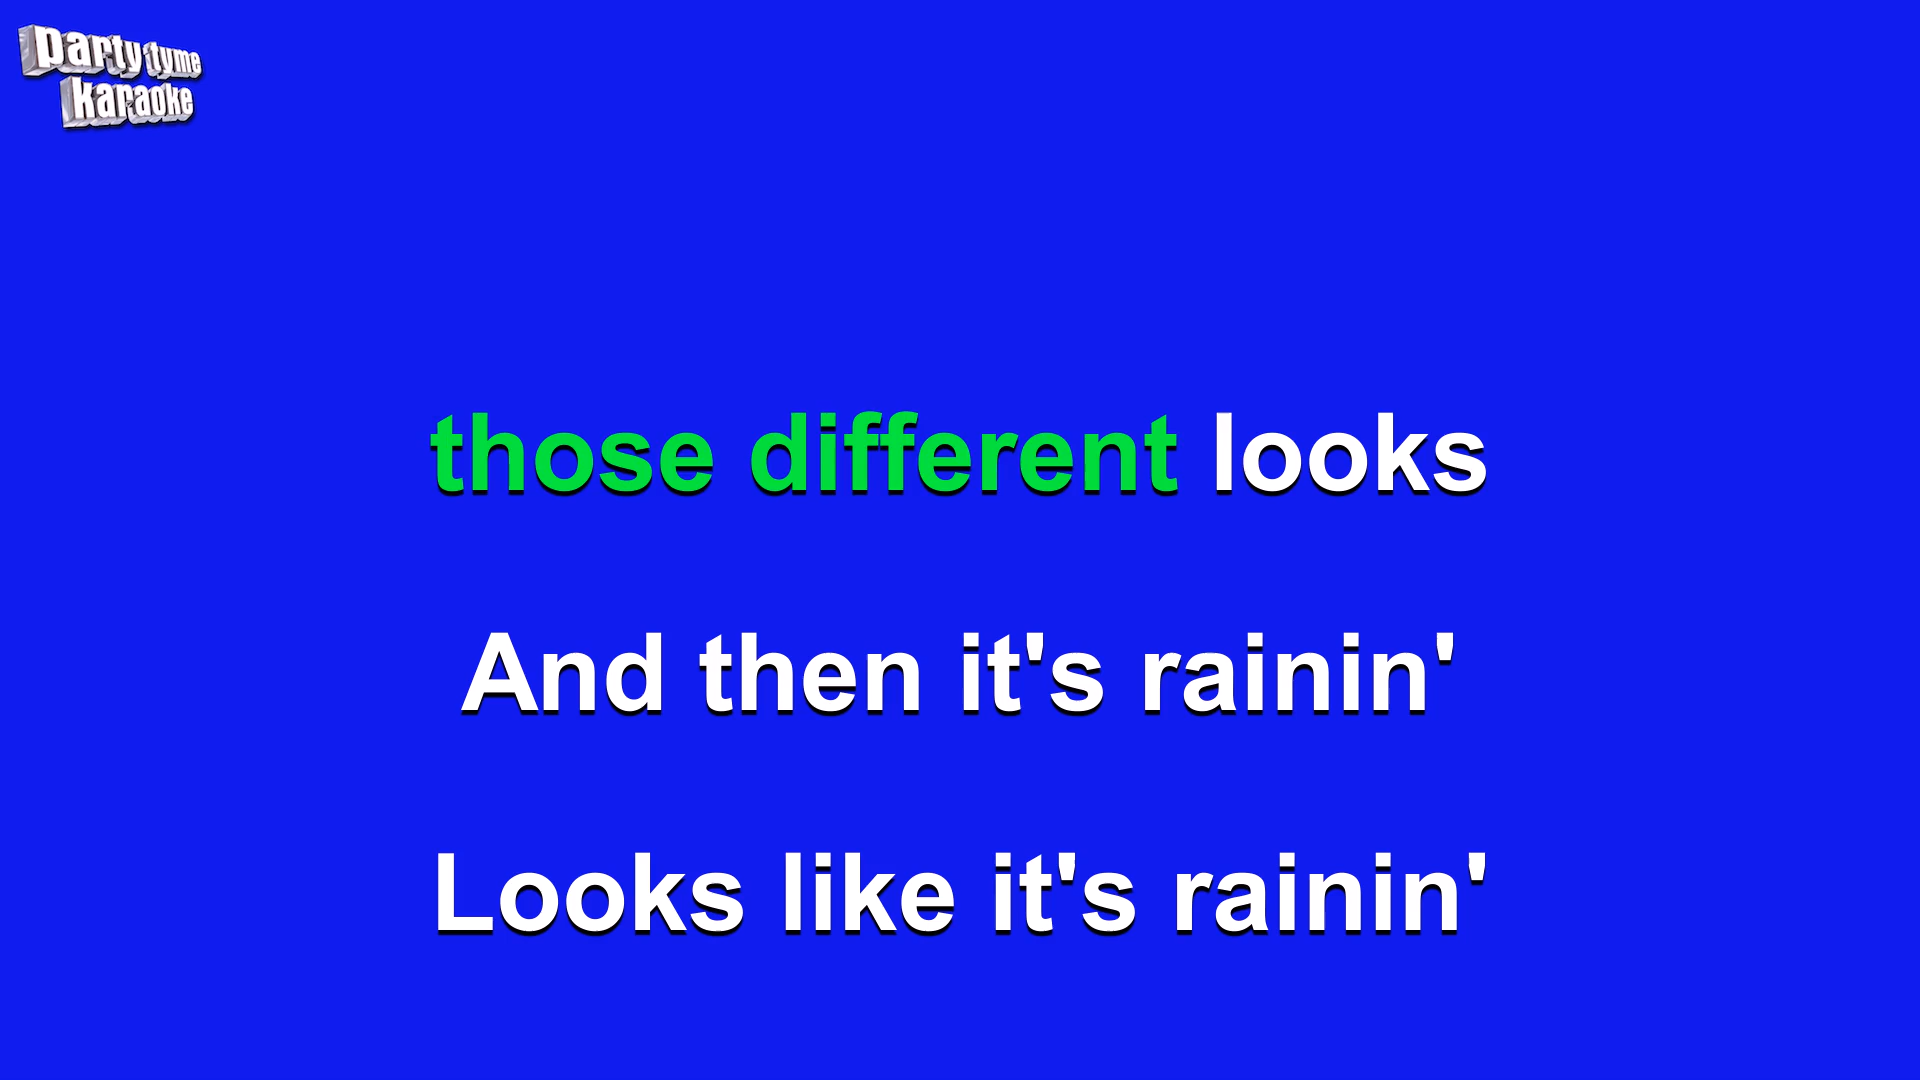 party tyme
karaoke
those different looks
And then it's rainin'
Looks like it's rainin'